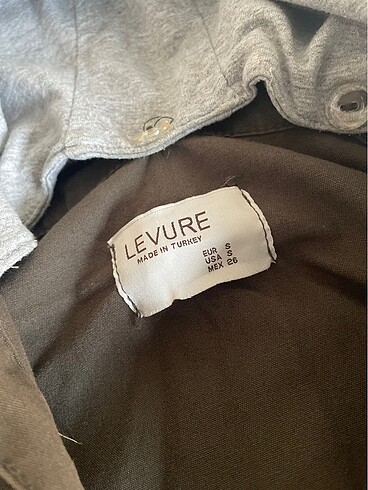 LEVURE
MADE IN TURKEY
EUR S
USA S
MEX 26